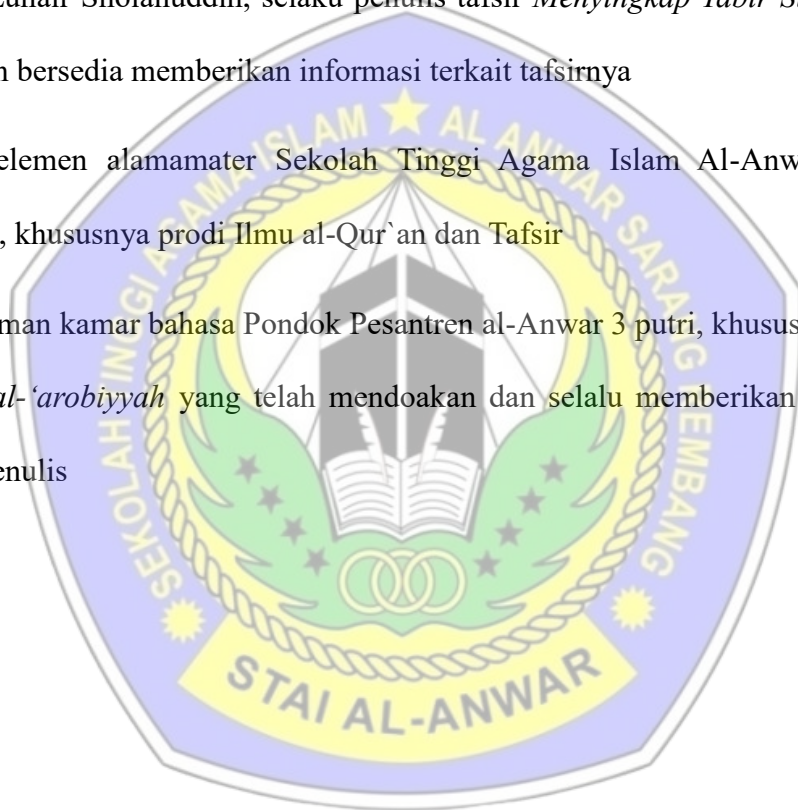 Sholahuddin, selaku penulis tafsir Menyingkap Tabir S
n bersedia memberikan informasi terkait tafsirnya
elemen alamamater Sekolah Tinggi Agama Islam Al-Anw
, khususnya prodi Ilmu al-Qur`an dan Tafsir
man kamar bahasa Pondok Pesantren al-Anwar 3 putri, khusus
al-‘arobiyyah yang telah mendoakan dan selalu memberikan
enulis
SEKOLAH TINGGI AGAMA ISLAM AL ANWAR SARANG REMBANG
STAI AL-ANWAR